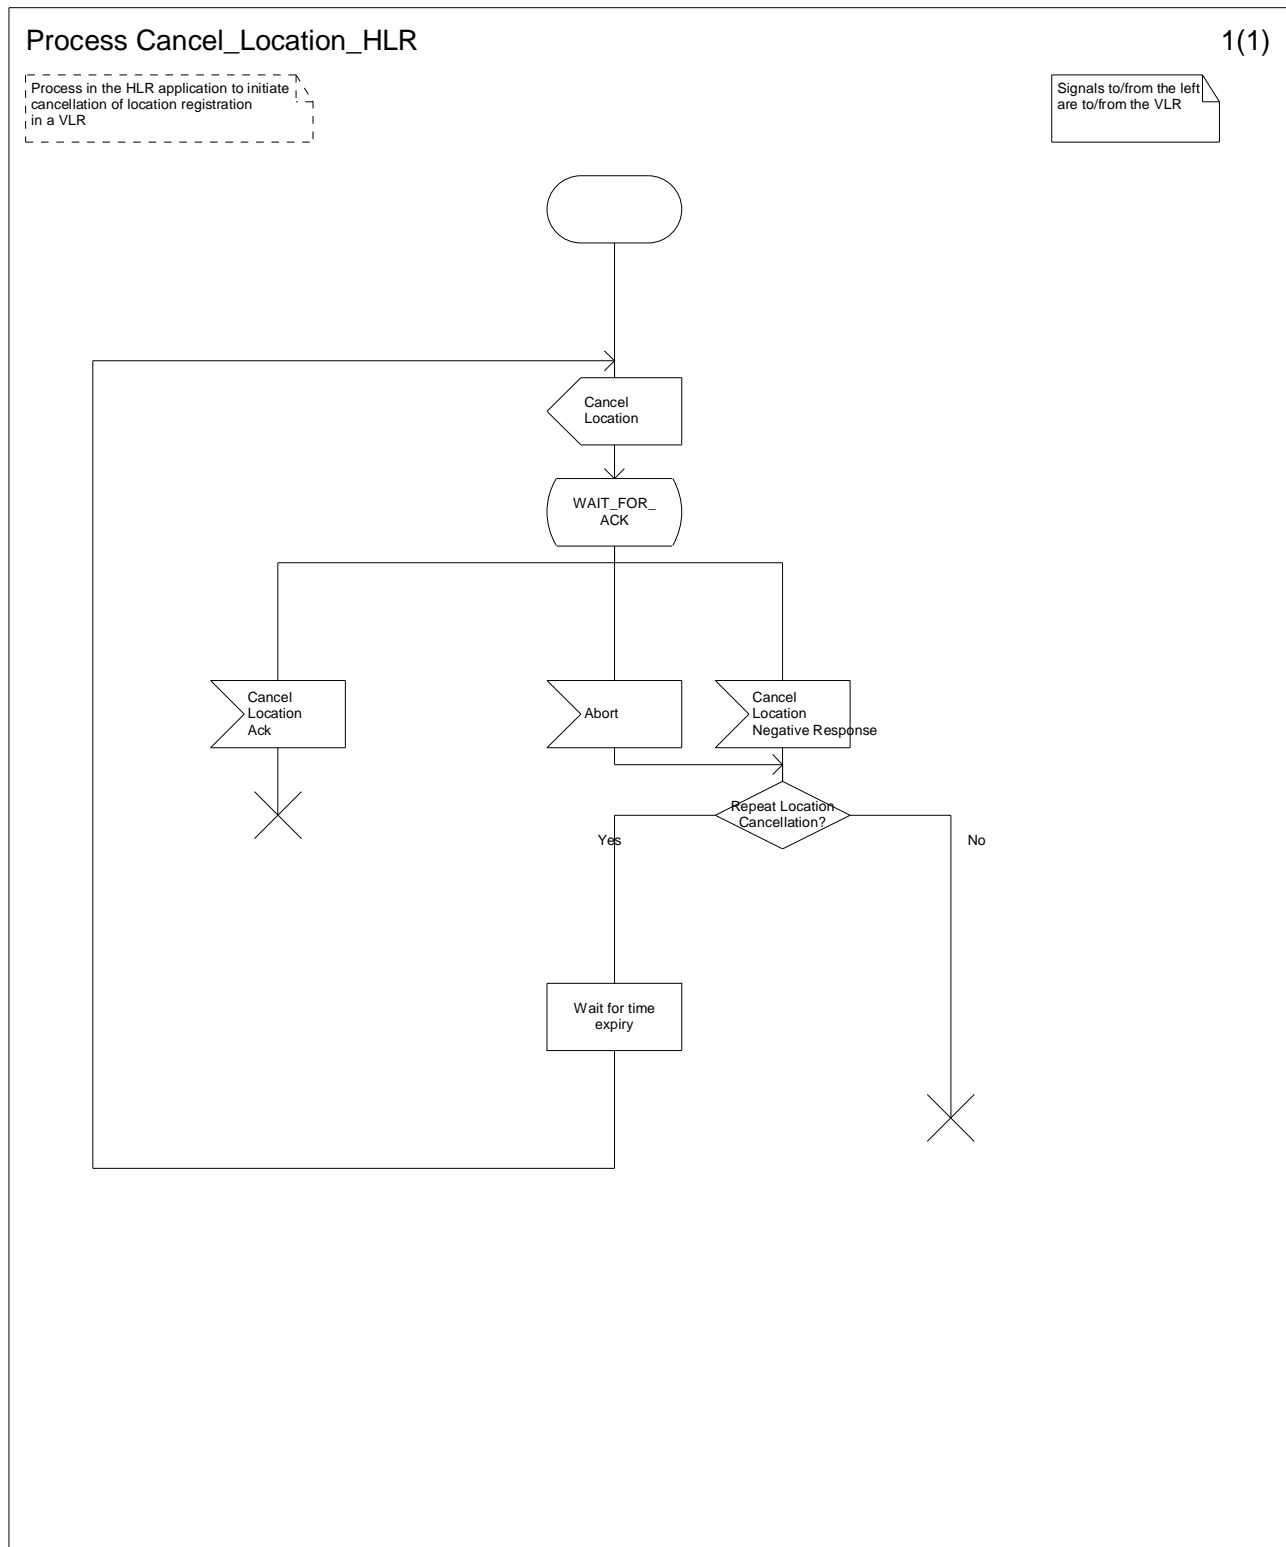 Process Cancel_Location_HLR
1(1)
Process in the HLR application to initiate
cancellation of location registration
in a VLR
Signals to/from the left
are to/from the VLR
Cancel
Location
WAIT_FOR_
ACK
Cancel
Location
Ack
Abort
Cancel
Location
Negative Response
Repeat Location
Cancellation?
Yes
No
Wait for time
expiry